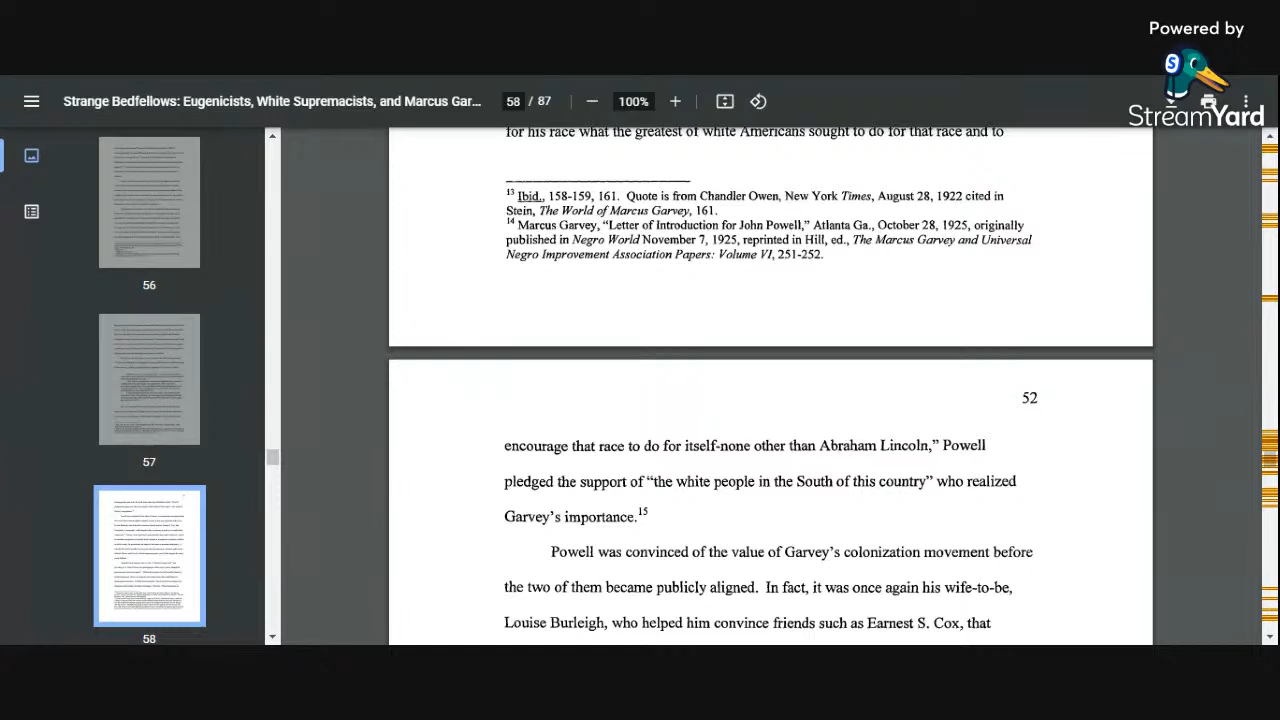 Powered by
StreamYard
Strange Bedfellows: Eugenicists, White Supremacists, and Marcus Gar...
58 / 87
100%
56
57
58
for his race what the greatest of white Americans sought to do for that race and to
13 Ibid., 158-159, 161. Quote is from Chandler Owen, New York Times, August 28, 1922 cited in
Stein, The World of Marcus Garvey, 161.
14 Marcus Garvey, “Letter of Introduction for John Powell,” Atlanta Ga., October 28, 1925, originally
published in Negro World November 7, 1925, reprinted in Hill, ed., The Marcus Garvey and Universal
Negro Improvement Association Papers: Volume VI, 251-252.
52
encourage that race to do for itself-none other than Abraham Lincoln,” Powell
pledged the support of “the white people in the South of this country” who realized
Garvey’s importance.15
Powell was convinced of the value of Garvey’s colonization movement before
the two of them became publicly aligned. In fact, it was once again his wife-to-be,
Louise Burleigh, who helped him convince friends such as Earnest S. Cox, that